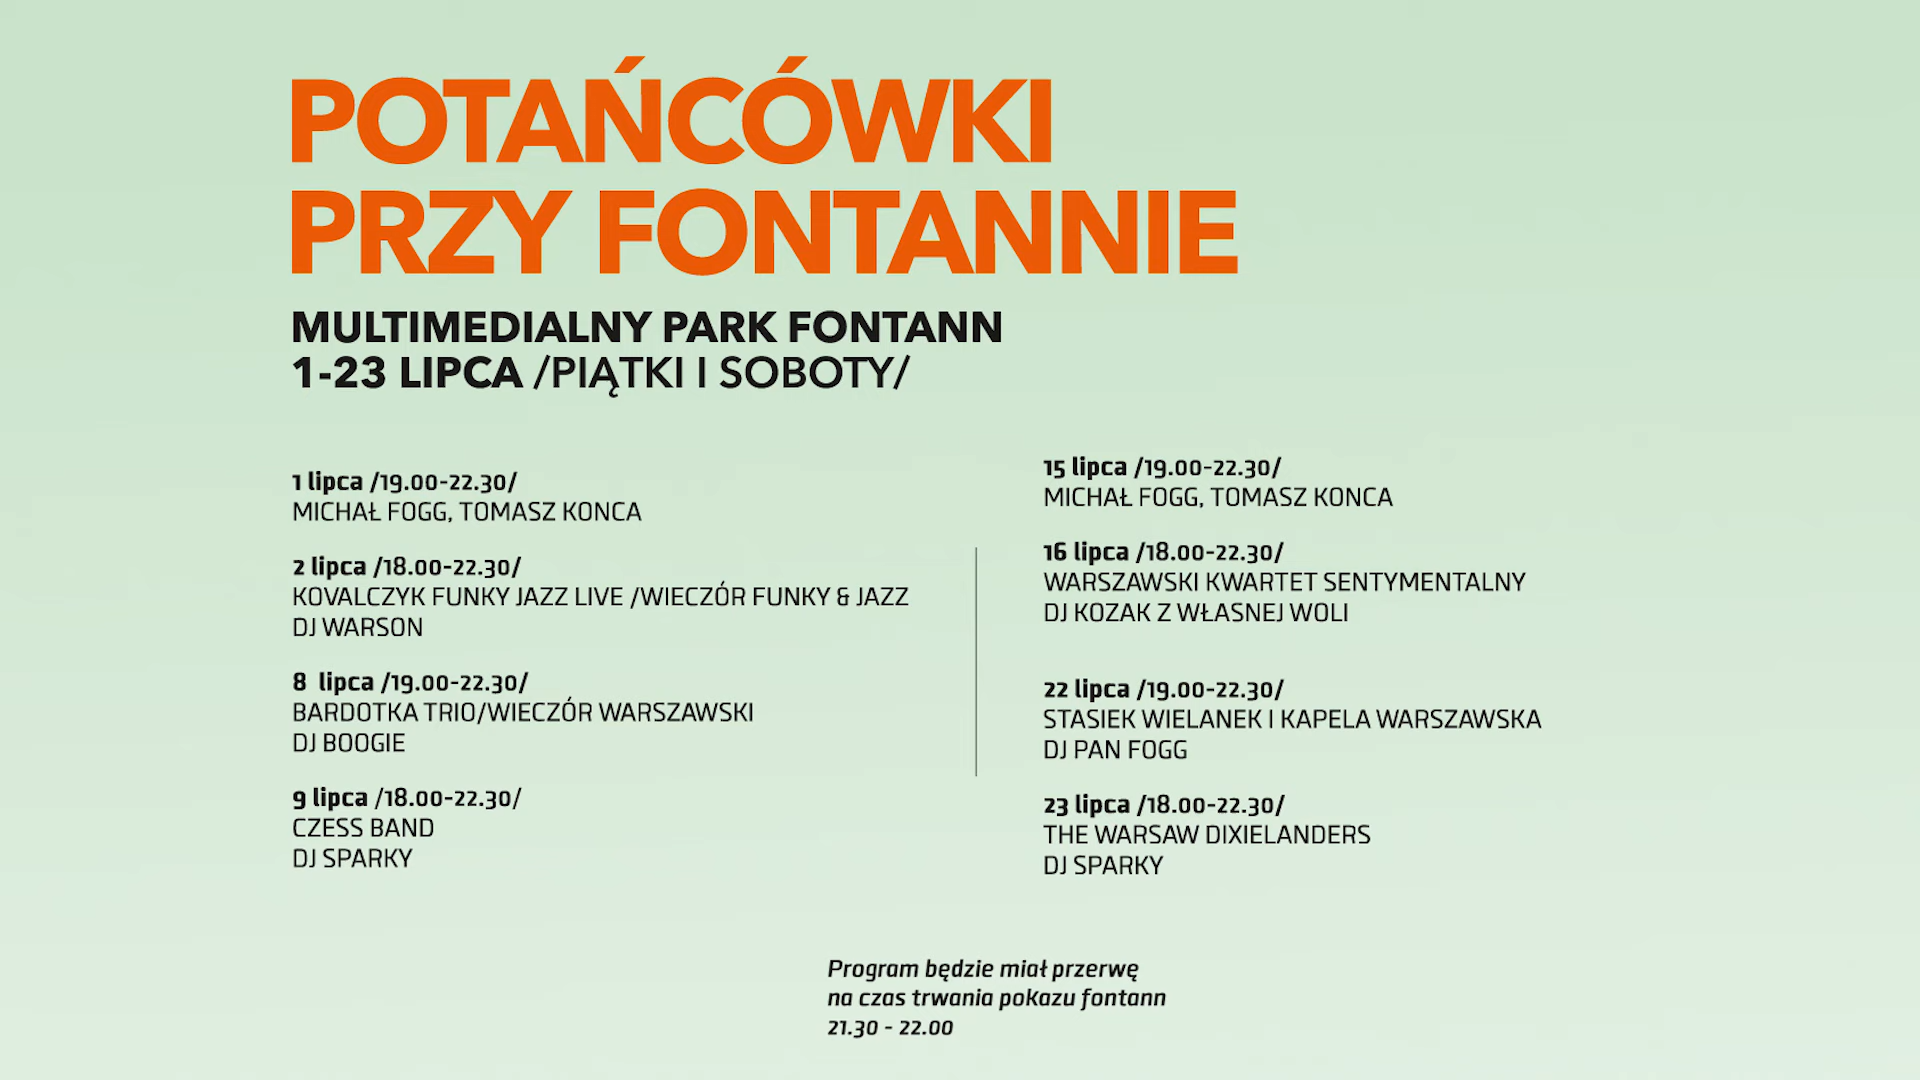 POTAŃCÓWKI
PRZY FONTANNIE
MULTIMEDIALNY PARK FONTANN
1-23 LIPCA /PIĄTKI I SOBOTY/
1 lipca /19.00-22.30/
MICHAŁ FOGG, TOMASZ KONCA
2 lipca /18.00-22.30/
KOVALCZYK FUNKY JAZZ LIVE /WIECZÓR FUNKY & JAZZ
DJ WARSON
8 lipca /19.00-22.30/
BARDOTKA TRIO/WIECZÓR WARSZAWSKI
DJ BOOGIE
9 lipca /18.00-22.30/
CZESS BAND
DJ SPARKY
15 lipca /19.00-22.30/
MICHAŁ FOGG, TOMASZ KONCA
16 lipca /18.00-22.30/
WARSZAWSKI KWARTET SENTYMENTALNY
DJ KOZAK Z WŁASNEJ WOLI
22 lipca /19.00-22.30/
STASIEK WIELANEK I KAPELA WARSZAWSKA
DJ PAN FOGG
23 lipca /18.00-22.30/
THE WARSAW DIXIELANDERS
DJ SPARKY
Program będzie miał przerwę
na czas trwania pokazu fontann
21.30 - 22.00